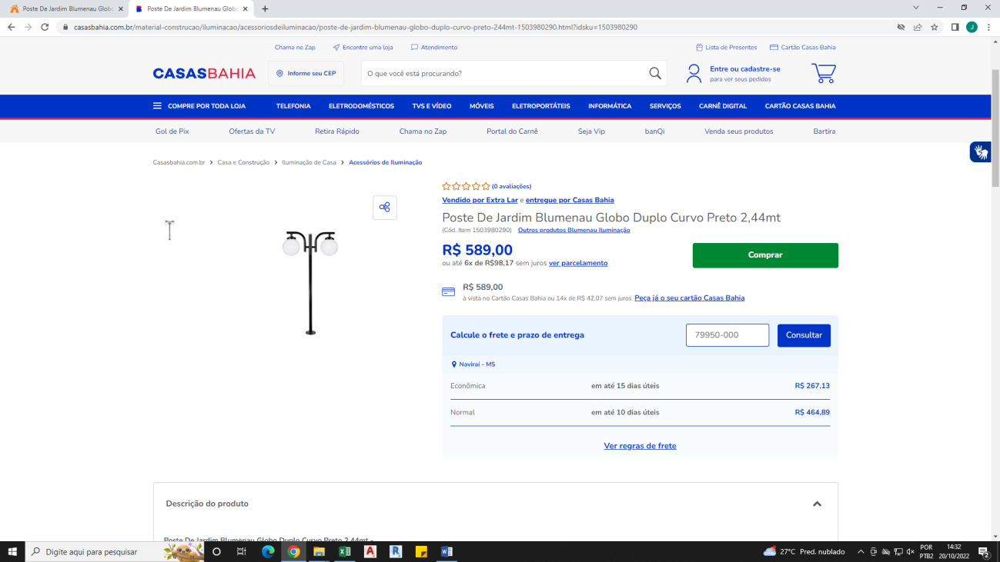 Poste De Jardim Blumenau Globo
Poste De Jardim Blumenau Globo
casasbahia.com.br/material-construcao/iluminacao/acessoriosdeiluminacao/poste-de-jardim-blumenau-globo-duplo-curvo-preto-244mt-1503980290.html?idsku=1503980290
J
Chama no Zap
Encontre uma loja
Atendimento
Lista de Presentes
Cartão Casas Bahia
CASASBAHIA
Informe seu CEP
O que você está procurando?
Entre ou cadastre-se
para ver seus pedidos
COMPRE POR TODA LOJA
TELEFONIA
ELETRODOMÉSTICOS
TVS E VÍDEO
MÓVEIS
ELETROPORTÁTEIS
INFORMÁTICA
SERVIÇOS
CARNÊ DIGITAL
CARTÃO CASAS BAHIA
Gol de Pix
Ofertas da TV
Retira Rápido
Chama no Zap
Portal do Carnê
Seja Vip
banQi
Venda seus produtos
Bartira
Casasbahia.com.br > Casa e Construção > Iluminação de Casa > Acessórios de Iluminação
(0 avaliações)
Vendido por Extra Lar e entregue por Casas Bahia
Poste De Jardim Blumenau Globo Duplo Curvo Preto 2,44mt
(Cód. Item 1503980290) Outros produtos Blumenau Iluminação
R$ 589,00
ou até 6x de R$98,17 sem juros ver parcelamento
Comprar
R$ 589,00
à vista no Cartão Casas Bahia ou 14x de R$ 42,07 sem juros. Peça já o seu cartão Casas Bahia
Calcule o frete e prazo de entrega
79950-000
Consultar
Naviraí - MS
Econômica em até 15 dias úteis R$ 267,13
Normal em até 10 dias úteis R$ 464,89
Ver regras de frete
Descrição do produto
Poste De Jardim Blumenau Globo Duplo Curvo Preto 2,44mt -
Digite aqui para pesquisar
27°C Pred. nublado
POR
PTB2
14:32
20/10/2022
2